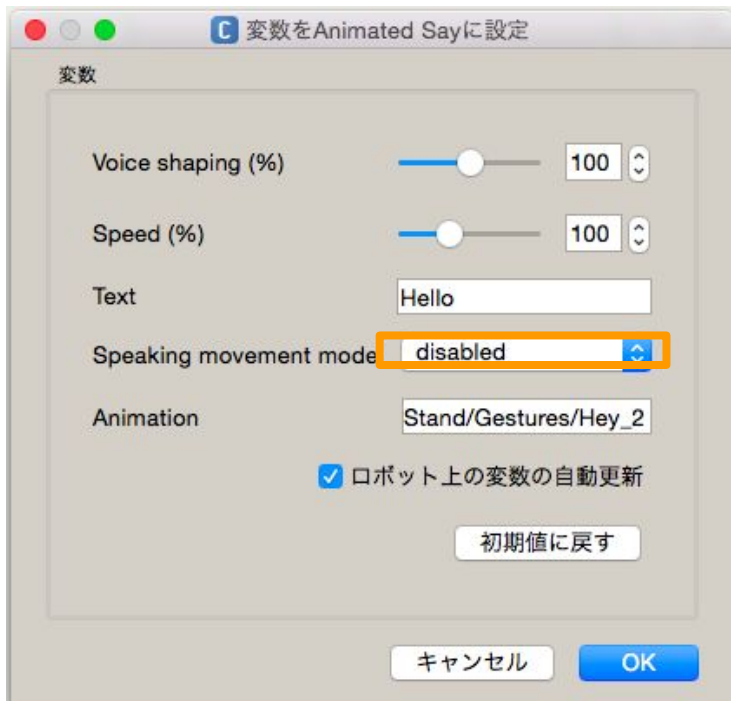 変数をAnimated Sayに設定
変数
Voice shaping (%) 100
Speed (%) 100
Text Hello
Speaking movement mode disabled
Animation Stand/Gestures/Hey_2
ロボット上の変数の自動更新
初期値に戻す
キャンセル OK